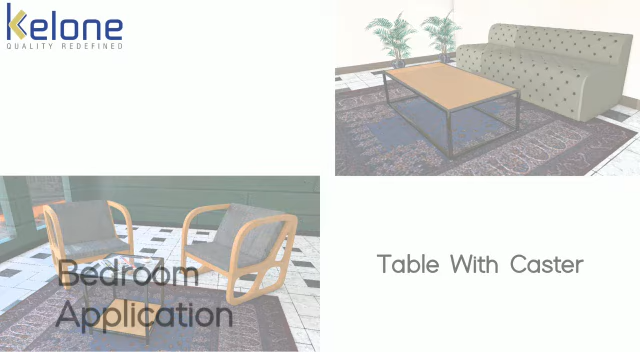 Kelone
QUALITY REDEFINED
Bedroom
Application
Table With Caster